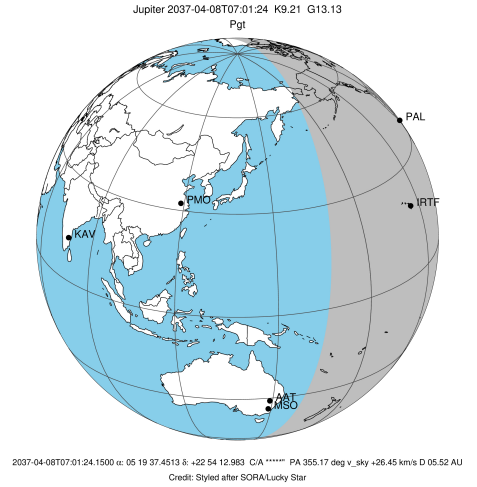 Jupiter 2037-04-08T07:01:24 K9.21 G13.13
Pgt
PAL
IRTF
PMO
KAV
AAT
MSO
2037-04-08T07:01:24.1500 α: 05 19 37.4513 δ: +22 54 12.983 C/A *****" PA 355.17 deg v_sky +26.45 km/s D 05.52 AU
Credit: Styled after SORA/Lucky Star